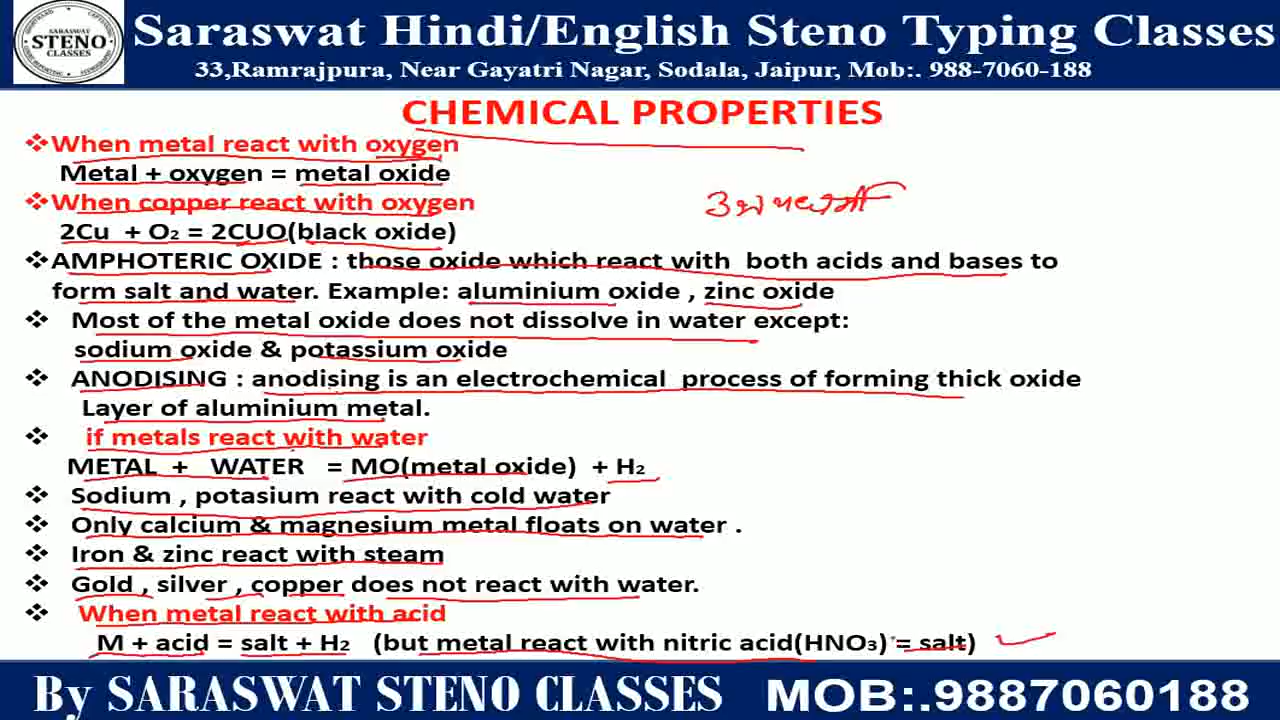 SARASWAT
STENO
CLASSES
Saraswat Hindi/English Steno Typing Classes
33,Ramrajpura, Near Gayatri Nagar, Sodala, Jaipur, Mob:. 988-7060-188
CHEMICAL PROPERTIES
❖When metal react with oxygen
Metal + oxygen = metal oxide
❖When copper react with oxygen
उभयधर्मी
2Cu + O₂ = 2CUO(black oxide)
❖AMPHOTERIC OXIDE : those oxide which react with both acids and bases to
form salt and water. Example: aluminium oxide , zinc oxide
❖ Most of the metal oxide does not dissolve in water except:
sodium oxide & potassium oxide
❖ ANODISING : anodising is an electrochemical process of forming thick oxide
Layer of aluminium metal.
❖ if metals react with water
METAL + WATER = MO(metal oxide) + H₂
❖ Sodium , potasium react with cold water
❖ Only calcium & magnesium metal floats on water .
❖ Iron & zinc react with steam
❖ Gold , silver , copper does not react with water.
❖ When metal react with acid
M + acid = salt + H₂ (but metal react with nitric acid(HNO₃) = salt)
By SARASWAT STENO CLASSES MOB:.9887060188